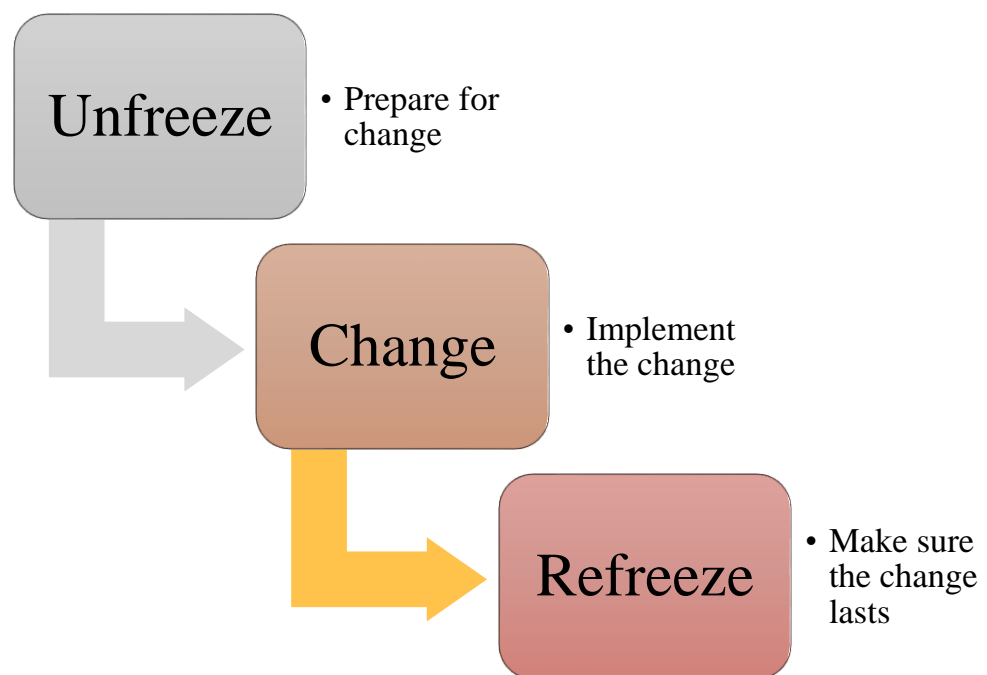 Unfreeze
• Prepare for
change
Change
• Implement
the change
Refreeze
• Make sure
the change
lasts